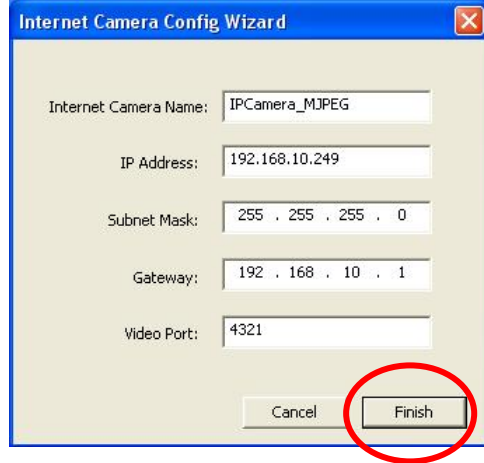 Internet Camera Config Wizard
Internet Camera Name: IPCamera_MJPEG
IP Address: 192.168.10.249
Subnet Mask: 255 . 255 . 255 . 0
Gateway: 192 . 168 . 10 . 1
Video Port: 4321
Cancel Finish